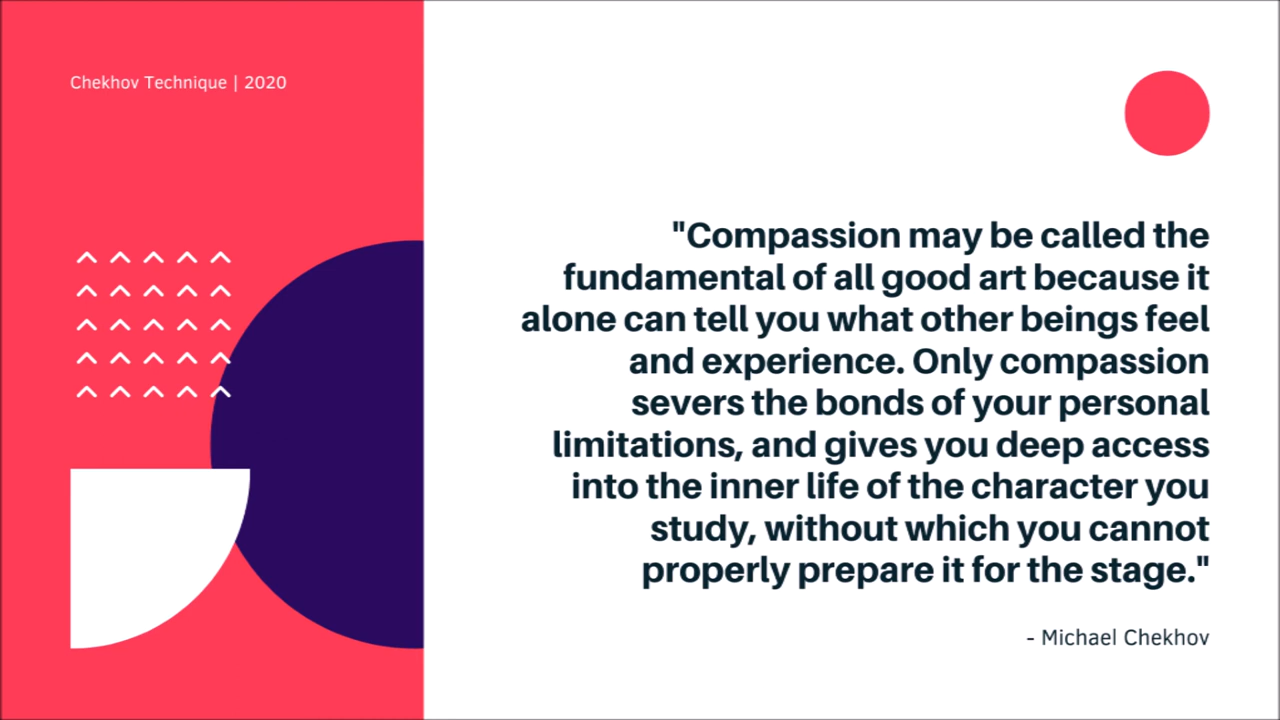 Chekhov Technique | 2020
"Compassion may be called the
fundamental of all good art because it
alone can tell you what other beings feel
and experience. Only compassion
severs the bonds of your personal
limitations, and gives you deep access
into the inner life of the character you
study, without which you cannot
properly prepare it for the stage."
- Michael Chekhov